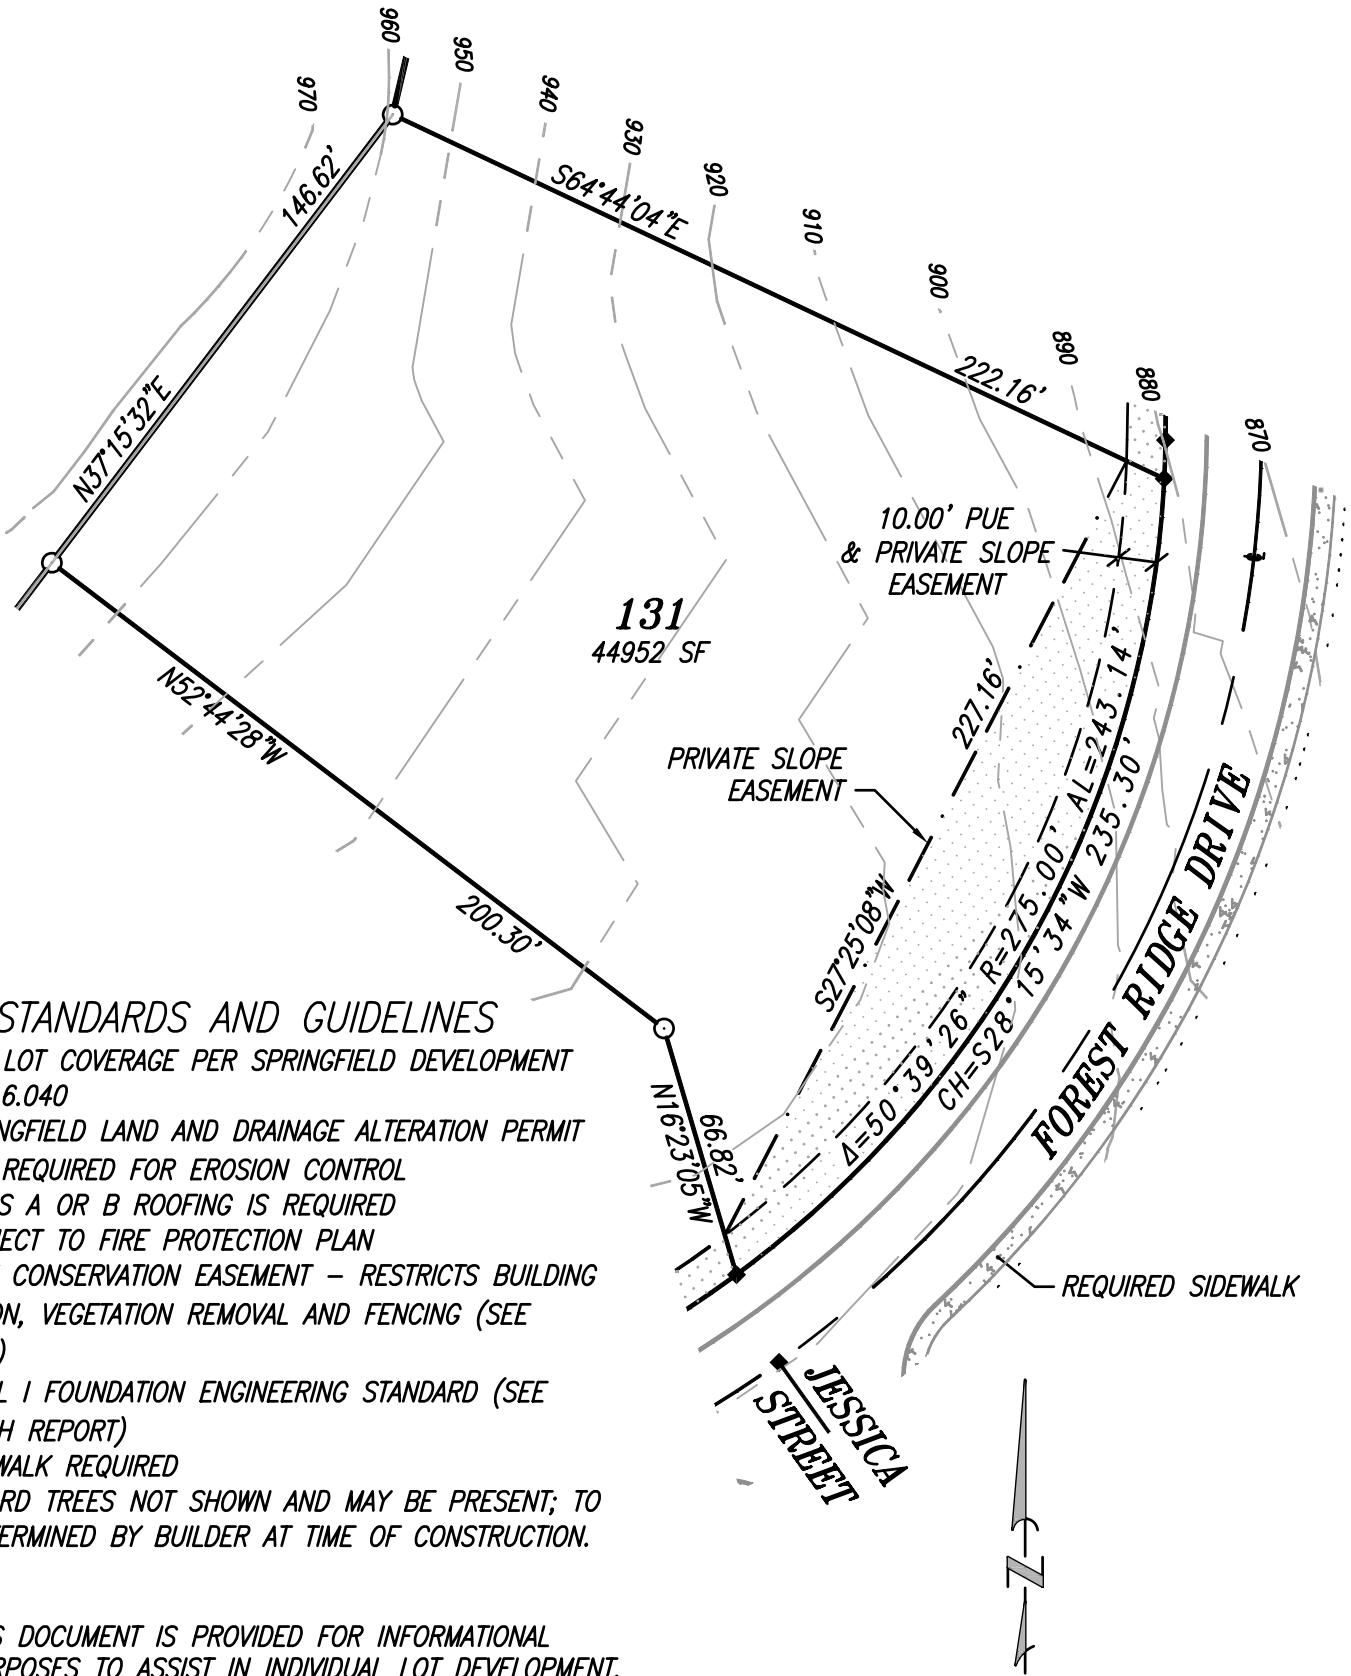 960
950
970
940
930
920
910
900
890
880
870
146.62'
S64°44'04"E
222.16'
N37°15'32"E
10.00' PUE
& PRIVATE SLOPE
EASEMENT
131
44952 SF
N52°44'28"W
227.16'
PRIVATE SLOPE
EASEMENT
S27°25'08"W
Δ=50°39'26" R=275.00' AL=243.14'
CH=S28°15'34"W 235.30'
FOREST RIDGE DRIVE
200.30'
66.82'
N16°23'05"W
REQUIRED SIDEWALK
JESSICA
STREET
STANDARDS AND GUIDELINES
LOT COVERAGE PER SPRINGFIELD DEVELOPMENT
6.040
NGFIELD LAND AND DRAINAGE ALTERATION PERMIT
REQUIRED FOR EROSION CONTROL
S A OR B ROOFING IS REQUIRED
JECT TO FIRE PROTECTION PLAN
CONSERVATION EASEMENT – RESTRICTS BUILDING
ON, VEGETATION REMOVAL AND FENCING (SEE
)
L I FOUNDATION ENGINEERING STANDARD (SEE
H REPORT)
WALK REQUIRED
RD TREES NOT SHOWN AND MAY BE PRESENT; TO
TERMINED BY BUILDER AT TIME OF CONSTRUCTION.
S DOCUMENT IS PROVIDED FOR INFORMATIONAL
RPOSES TO ASSIST IN INDIVIDUAL LOT DEVELOPMENT.
N